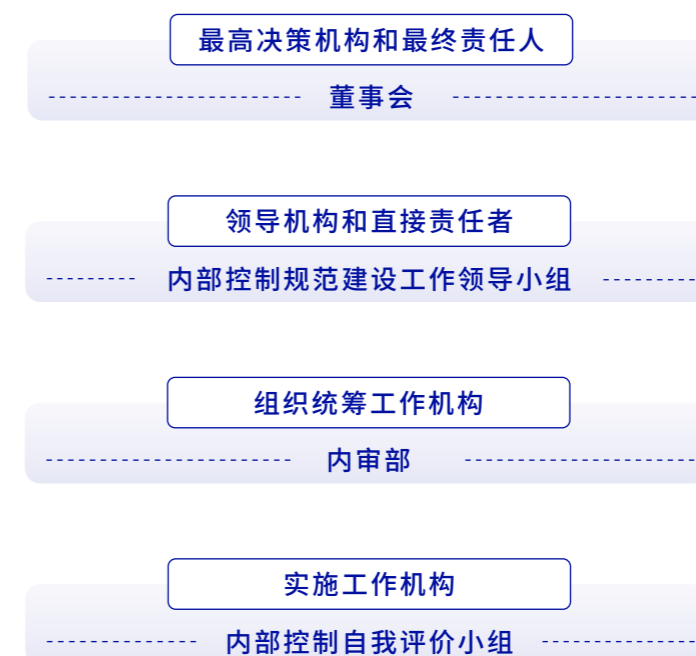 最高决策机构和最终责任人
董事会
领导机构和直接责任者
内部控制规范建设工作领导小组
组织统筹工作机构
内审部
实施工作机构
内部控制自我评价小组